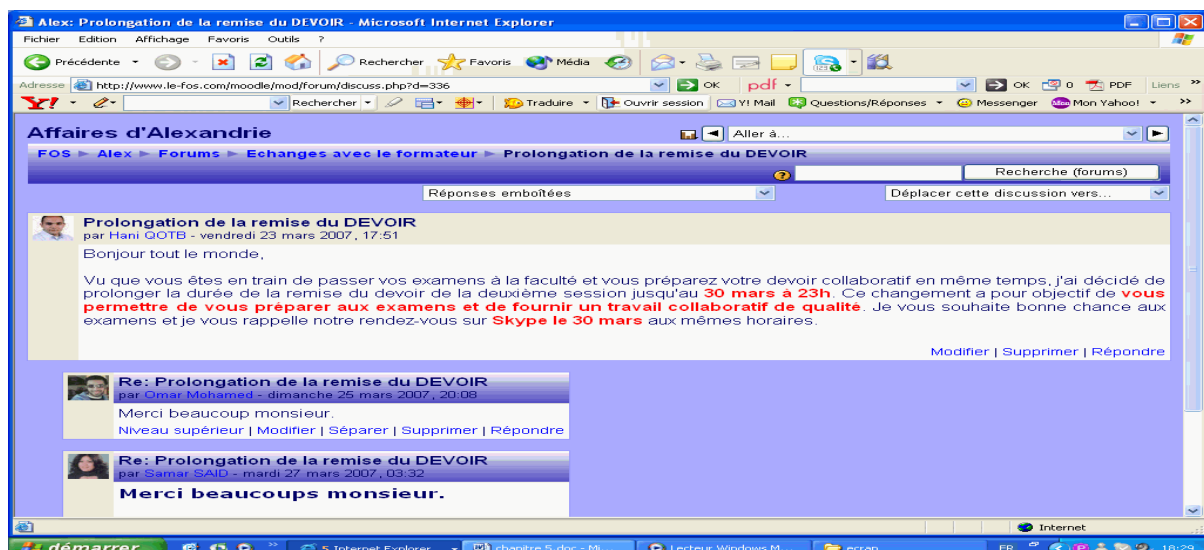 Alex: Prolongation de la remise du DEVOIR - Microsoft Internet Explorer
Fichier Edition Affichage Favoris Outils ?
Précédente Rechercher Favoris Média
Adresse http://www.le-fos.com/moodle/mod/forum/discuss.php?d=336 OK pdf OK 0 PDF Liens »
Y! Rechercher Traduire Ouvrir session Y! Mail Questions/Réponses Messenger Mon Yahoo! »
Affaires d'Alexandrie Aller à...
FOS ► Alex ► Forums ► Echanges avec le formateur ► Prolongation de la remise du DEVOIR
? Recherche (forums)
Réponses emboîtées Déplacer cette discussion vers...
Prolongation de la remise du DEVOIR
par Hani QOTB - vendredi 23 mars 2007, 17:51
Bonjour tout le monde,
Vu que vous êtes en train de passer vos examens à la faculté et vous préparez votre devoir collaboratif en même temps, j'ai décidé de
prolonger la durée de la remise du devoir de la deuxième session jusqu'au 30 mars à 23h. Ce changement a pour objectif de vous
permettre de vous préparer aux examens et de fournir un travail collaboratif de qualité. Je vous souhaite bonne chance aux
examens et je vous rappelle notre rendez-vous sur Skype le 30 mars aux mêmes horaires.
Modifier | Supprimer | Répondre
Re: Prolongation de la remise du DEVOIR
par Omar Mohamed - dimanche 25 mars 2007, 20:08
Merci beaucoup monsieur.
Niveau supérieur | Modifier | Séparer | Supprimer | Répondre
Re: Prolongation de la remise du DEVOIR
par Samar SAID - mardi 27 mars 2007, 03:32
Merci beaucoups monsieur.
Internet
démarrer » 5 Internet Explorer chapitre 5.doc - Mi... Lecteur Windows M... ecran FR 18:29